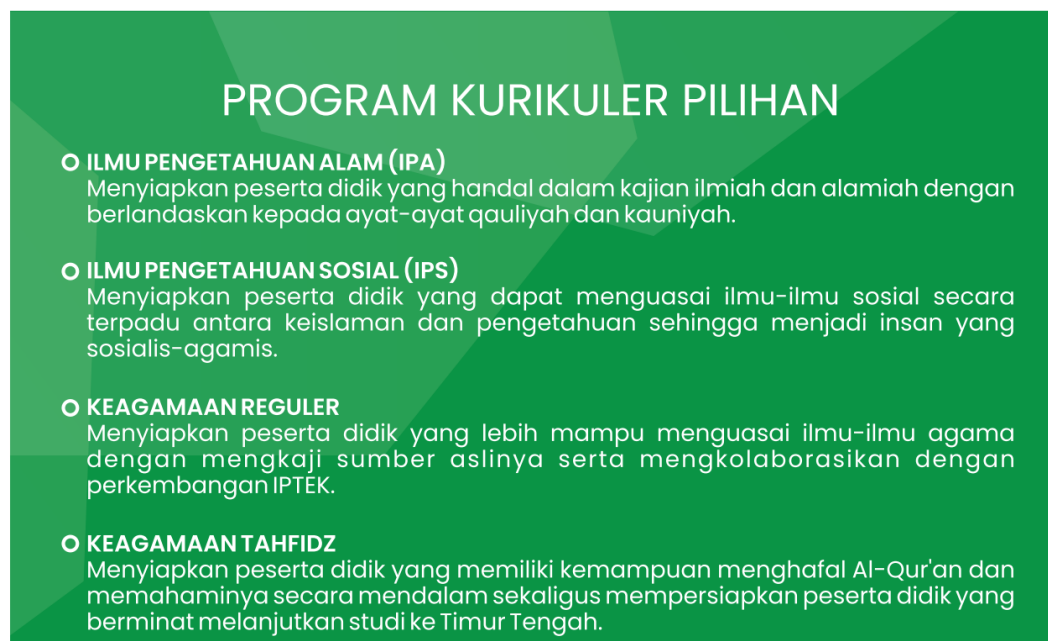 PROGRAM KURIKULER PILIHAN
ILMU PENGETAHUAN ALAM (IPA)
Menyiapkan peserta didik yang handal dalam kajian ilmiah dan alamiah dengan
berlandaskan kepada ayat-ayat qauliyah dan kauniyah.
ILMU PENGETAHUAN SOSIAL (IPS)
Menyiapkan peserta didik yang dapat menguasai ilmu-ilmu sosial secara
terpadu antara keislaman dan pengetahuan sehingga menjadi insan yang
sosialis-agamis.
KEAGAMAAN REGULER
Menyiapkan peserta didik yang lebih mampu menguasai ilmu-ilmu agama
dengan mengkaji sumber aslinya serta mengkolaborasikan dengan
perkembangan IPTEK.
KEAGAMAAN TAHFIDZ
Menyiapkan peserta didik yang memiliki kemampuan menghafal Al-Qur'an dan
memahaminya secara mendalam sekaligus mempersiapkan peserta didik yang
berminat melanjutkan studi ke Timur Tengah.